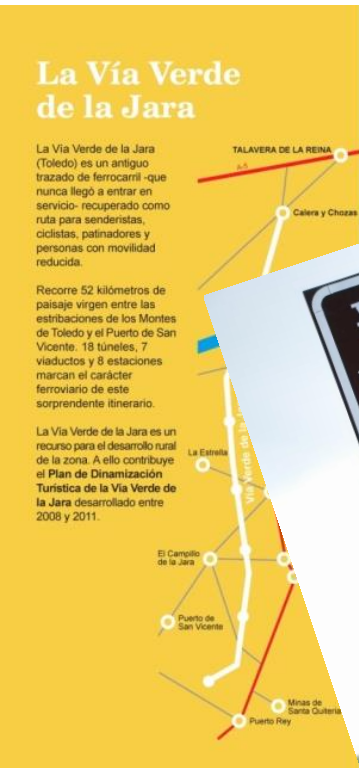 La Vía Verde
de la Jara
La Vía Verde de la Jara
(Toledo) es un antiguo
trazado de ferrocarril -que
nunca llegó a entrar en
servicio- recuperado como
ruta para senderistas,
ciclistas, patinadores y
personas con movilidad
reducida.
Recorre 52 kilómetros de
paisaje virgen entre las
estribaciones de los Montes
de Toledo y el Puerto de San
Vicente. 18 túneles, 7
viaductos y 8 estaciones
marcan el carácter
ferroviario de este
sorprendente itinerario.
La Vía Verde de la Jara es un
recurso para el desarrollo rural
de la zona. A ello contribuye
el Plan de Dinamización
Turística de la Vía Verde de
la Jara desarrollado entre
2008 y 2011.
TALAVERA DE LA REINA
A-5
Calera y Chozas
Vía Verde de la
La Estrella
El Campillo
de la Jara
Puerto de
San Vicente
Minas de
Santa Quiteria
Puerto Rey